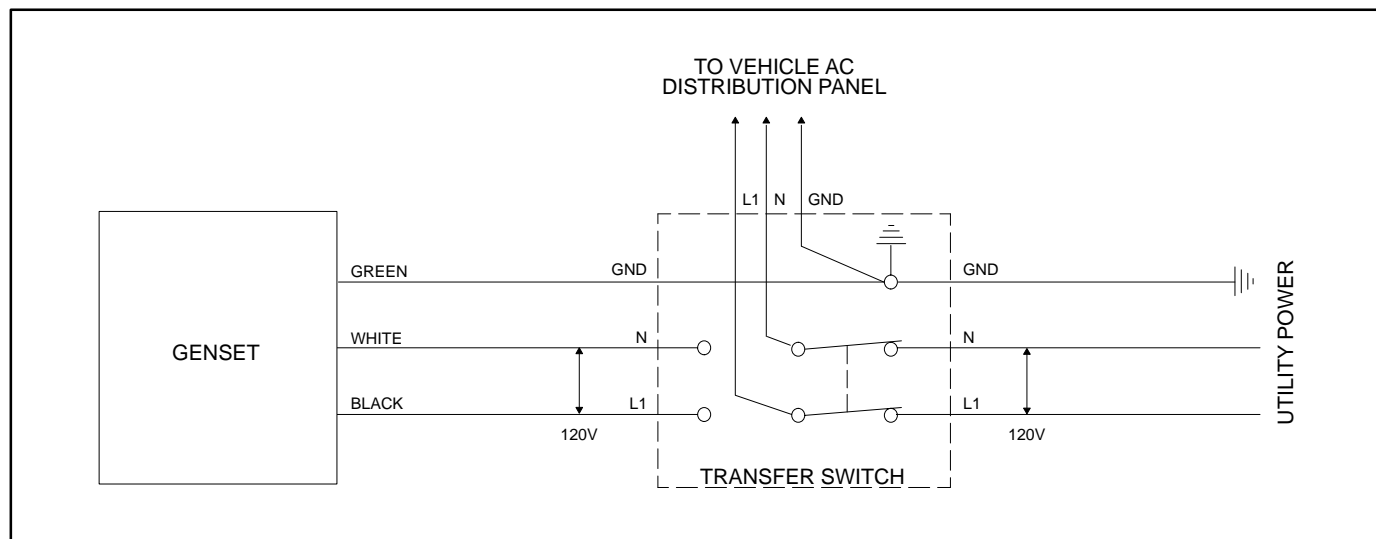 TO VEHICLE AC
DISTRIBUTION PANEL
L1 N GND
GREEN GND GND
WHITE N N
GENSET
BLACK L1 L1
120V 120V
TRANSFER SWITCH
UTILITY POWER